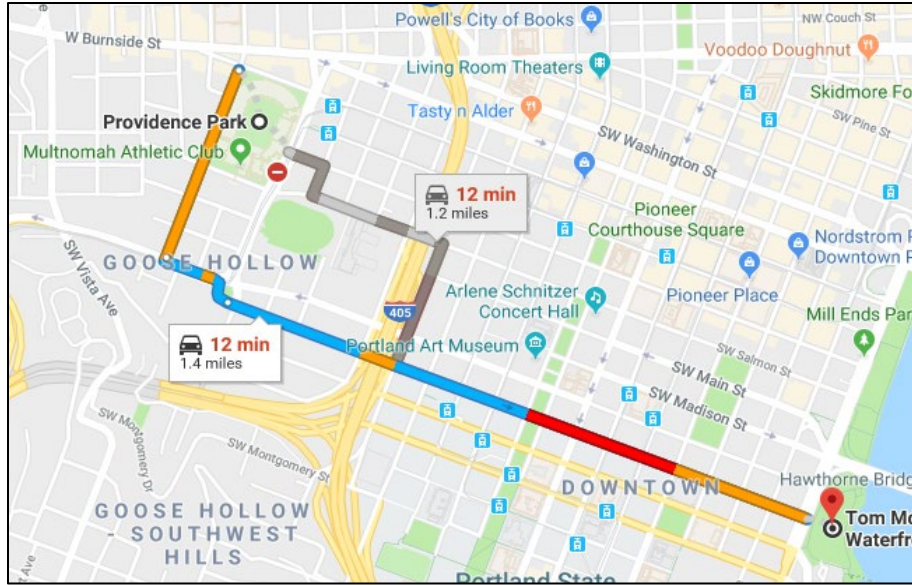 Powell's City of Books
NW Couch St
W Burnside St
Voodoo Doughnut
Living Room Theaters
Skidmore Fo
Tasty n Alder
SW Pine St
Providence Park
SW Washington St
Multnomah Athletic Club
12 min
1.2 miles
Pioneer
Courthouse Square
Nordstrom
Downtown
GOOSE HOLLOW
SW Vista Ave
Arlene Schnitzer
Concert Hall
Pioneer Place
405
Mill Ends Par
12 min
1.4 miles
Portland Art Museum
SW Salmon St
SW Main St
SW Madison St
SW Montgomery Dr
SW Montgomery St
DOWNTOWN
Hawthorne Bridg
GOOSE HOLLOW
- SOUTHWEST
HILLS
Tom Mc
Waterfr
Portland State